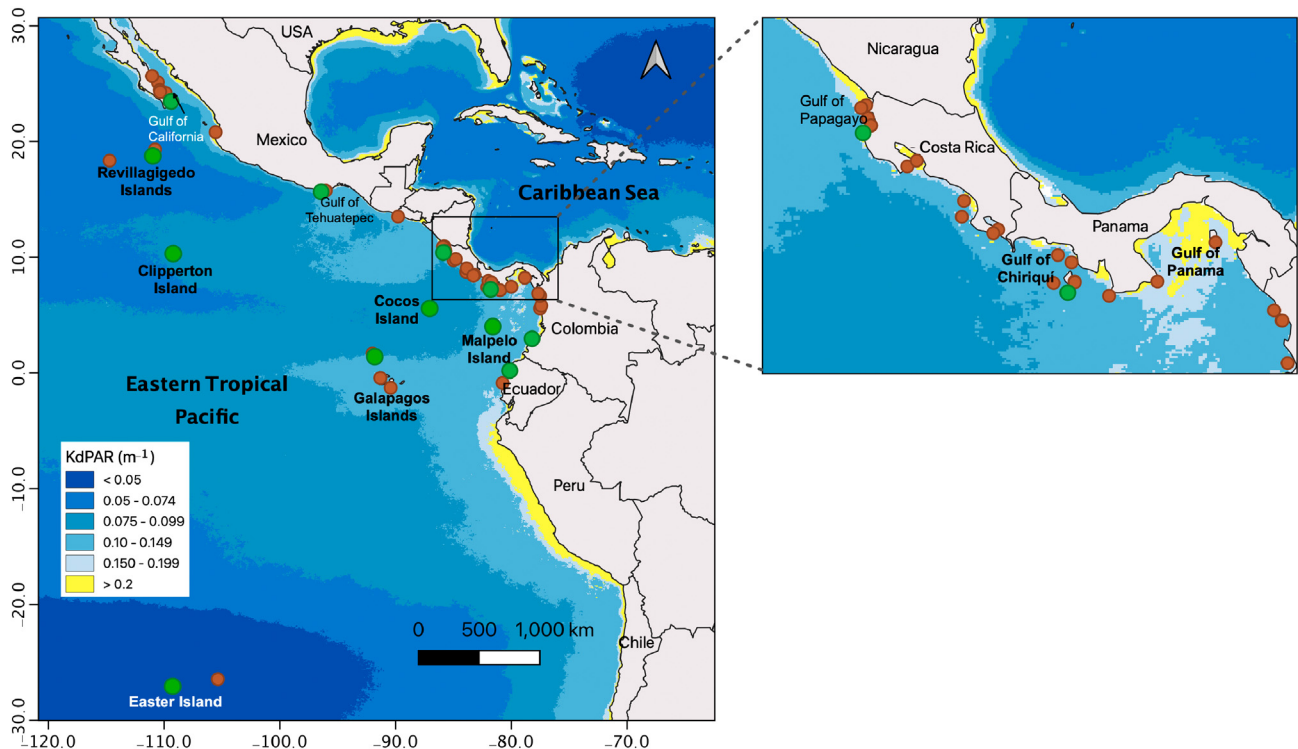 30.0
20.0
10.0
0.0
−10.0
−20.0
−30.0
−120.0
−110.0
−100.0
−90.0
−80.0
−70.0
USA
Gulf of
California
Mexico
Revillagigedo
Islands
Gulf of
Tehuatepec
Caribbean Sea
Clipperton
Island
Cocos
Island
Malpelo
Island
Colombia
Eastern Tropical
Pacific
Galapagos
Islands
Ecuador
Peru
Chile
Easter Island
KdPAR (m⁻¹)
< 0.05
0.05 - 0.074
0.075 - 0.099
0.10 - 0.149
0.150 - 0.199
> 0.2
0 500 1,000 km
Nicaragua
Gulf of
Papagayo
Costa Rica
Panama
Gulf of
Chiriquí
Gulf of
Panama